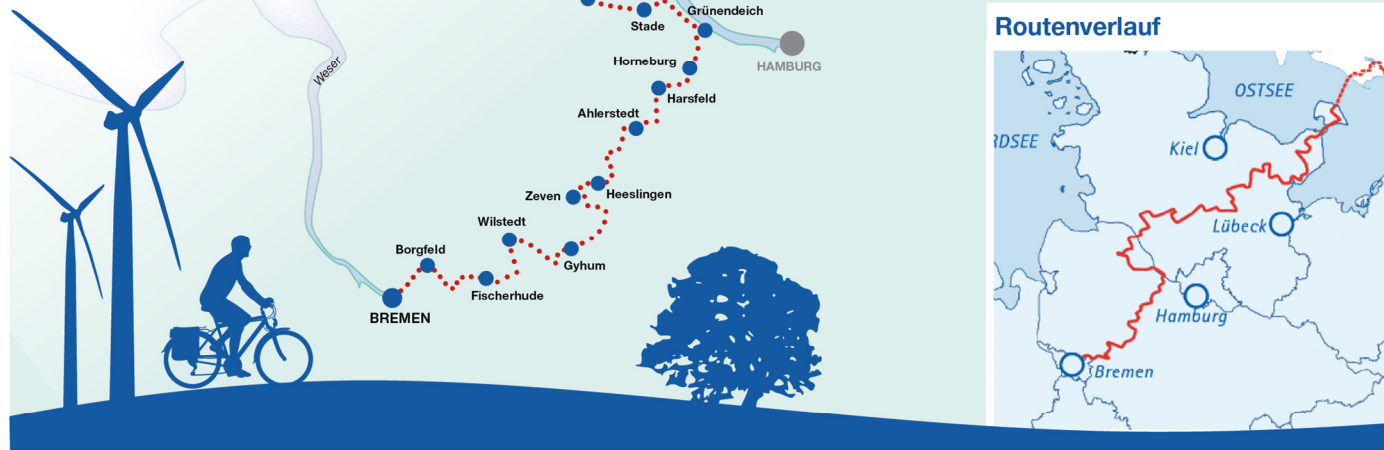 Grünendeich
Stade
HAMBURG
Horneburg
Harsfeld
Ahlerstedt
Weser
Heeslingen
Zeven
Wilstedt
Gyhum
Borgfeld
Fischerhude
BREMEN
Routenverlauf
OSTSEE
RDSEE
Kiel
Lübeck
Hamburg
Bremen